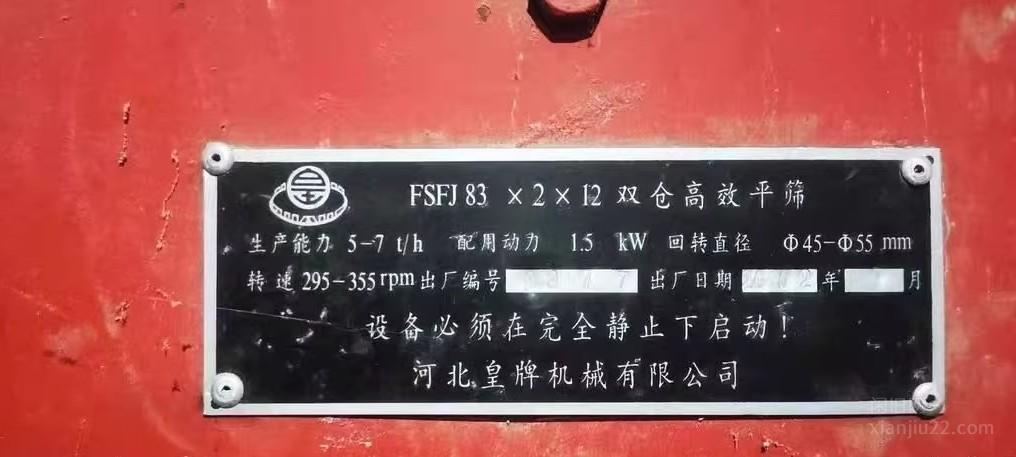 FSFJ 83 × 2 × 12 双仓高效平筛
生产能力 5-7 t/h 配用动力 1.5 kW 回转直径 Φ45-Φ55 mm
转速 295-355 rpm 出厂编号 出厂日期 年 月
设备必须在完全静止下启动!
河北皇牌机械有限公司
xianjiu22.com